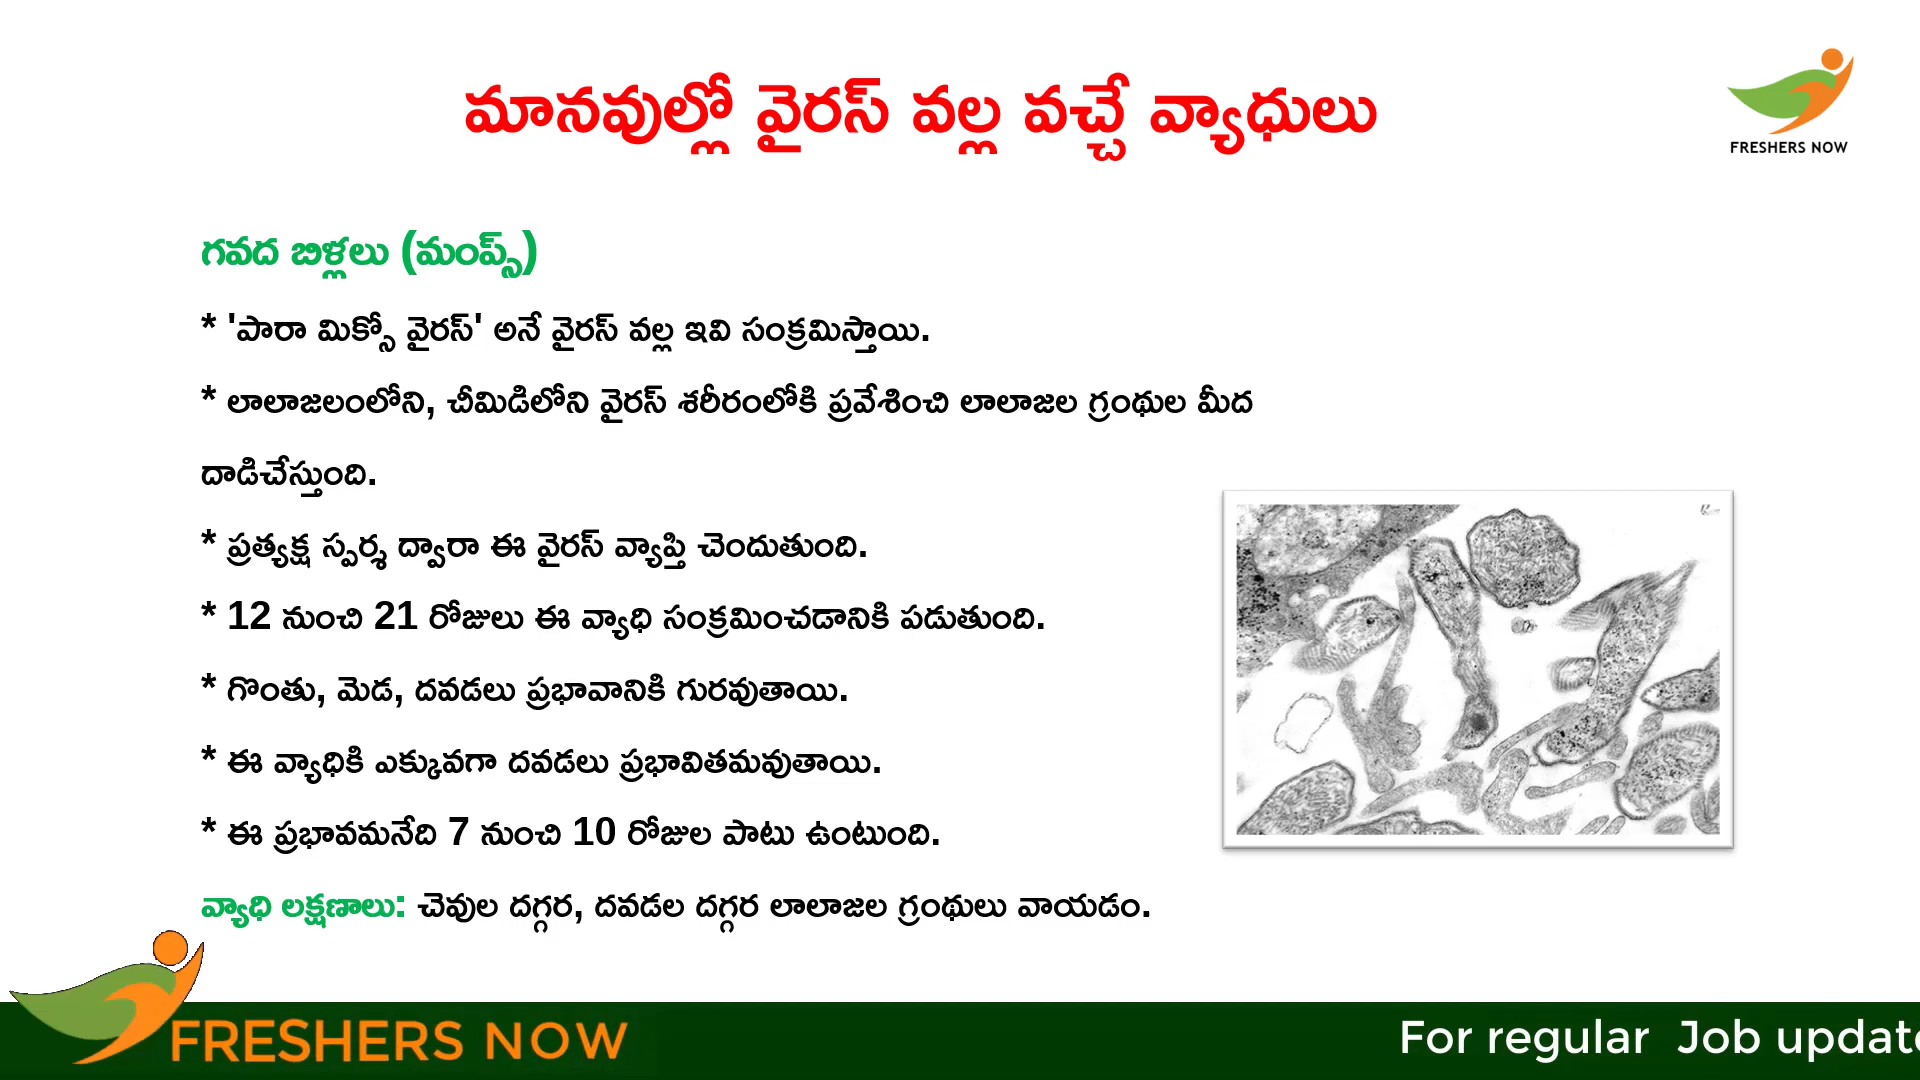 మానవుల్లో వైరస్ వల్ల వచ్చే వ్యాధులు
FRESHERS NOW
గవద బిళ్లలు (మంప్స్)
* 'పారా మిక్సో వైరస్' అనే వైరస్ వల్ల ఇవి సంక్రమిస్తాయి.
* లాలాజలంలోని, చీమిడిలోని వైరస్ శరీరంలోకి ప్రవేశించి లాలాజల గ్రంథుల మీద
దాడిచేస్తుంది.
* ప్రత్యక్ష స్పర్శ ద్వారా ఈ వైరస్ వ్యాప్తి చెందుతుంది.
* 12 నుంచి 21 రోజులు ఈ వ్యాధి సంక్రమించడానికి పడుతుంది.
* గొంతు, మెడ, దవడలు ప్రభావానికి గురవుతాయి.
* ఈ వ్యాధికి ఎక్కువగా దవడలు ప్రభావితమవుతాయి.
* ఈ ప్రభావమనేది 7 నుంచి 10 రోజుల పాటు ఉంటుంది.
వ్యాధి లక్షణాలు: చెవుల దగ్గర, దవడల దగ్గర లాలాజల గ్రంథులు వాయడం.
FRESHERS NOW
For regular Job update